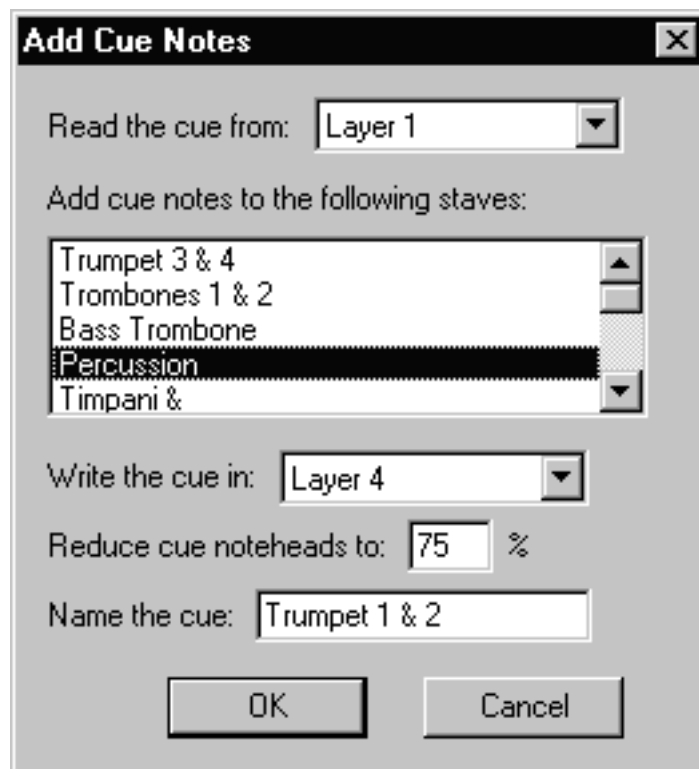 Add Cue Notes
Read the cue from: Layer 1
Add cue notes to the following staves:
Trumpet 3 & 4
Trombones 1 & 2
Bass Trombone
Percussion
Timpani &
Write the cue in: Layer 4
Reduce cue noteheads to: 75 %
Name the cue: Trumpet 1 & 2
OK Cancel